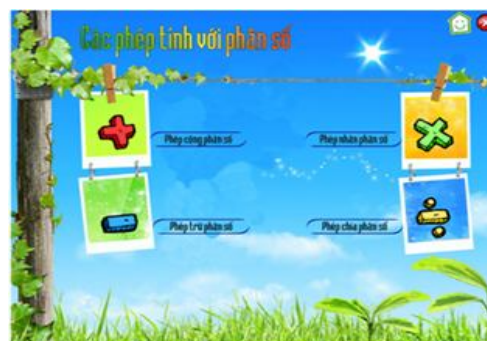 Các phép tính với phân số
Phép cộng phân số
Phép nhân phân số
Phép trừ phân số
Phép chia phân số